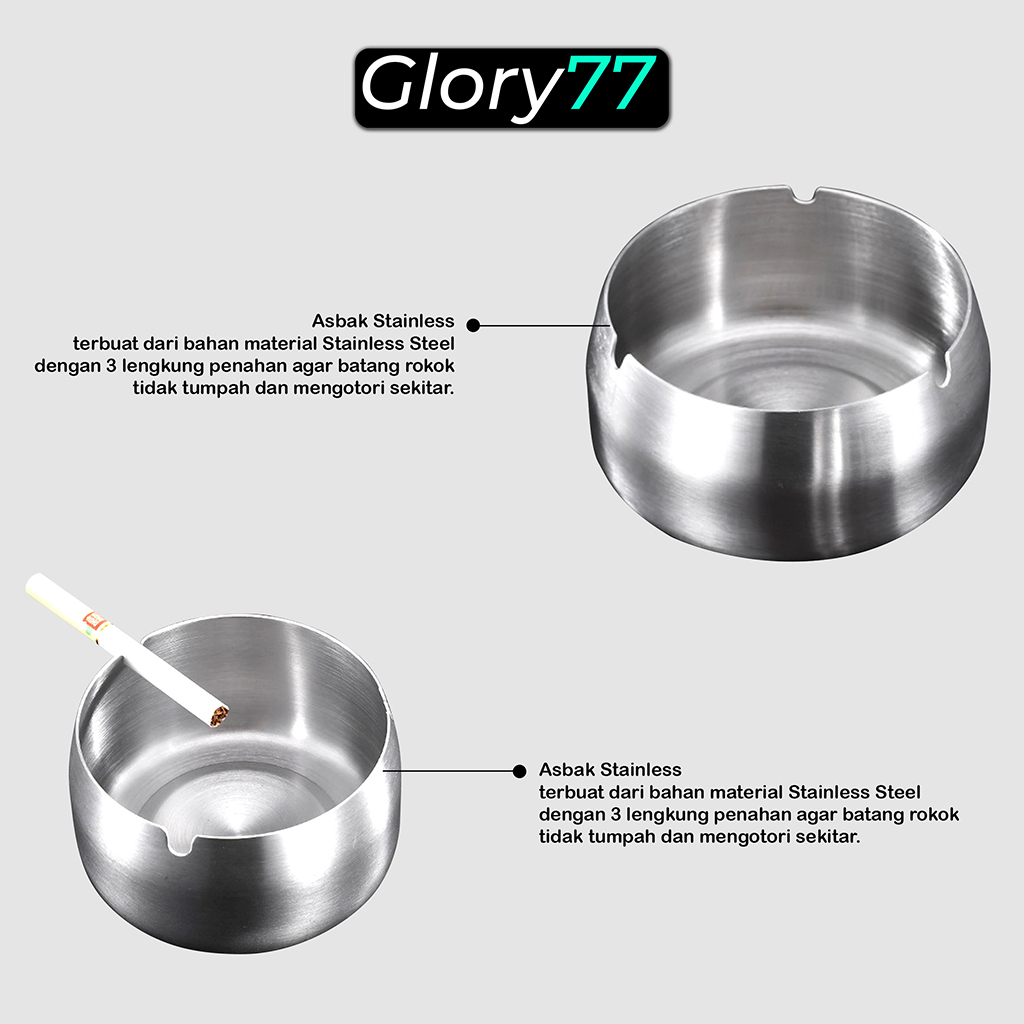 Glory77
Asbak Stainless
terbuat dari bahan material Stainless Steel
dengan 3 lengkung penahan agar batang rokok
tidak tumpah dan mengotori sekitar.
Asbak Stainless
terbuat dari bahan material Stainless Steel
dengan 3 lengkung penahan agar batang rokok
tidak tumpah dan mengotori sekitar.